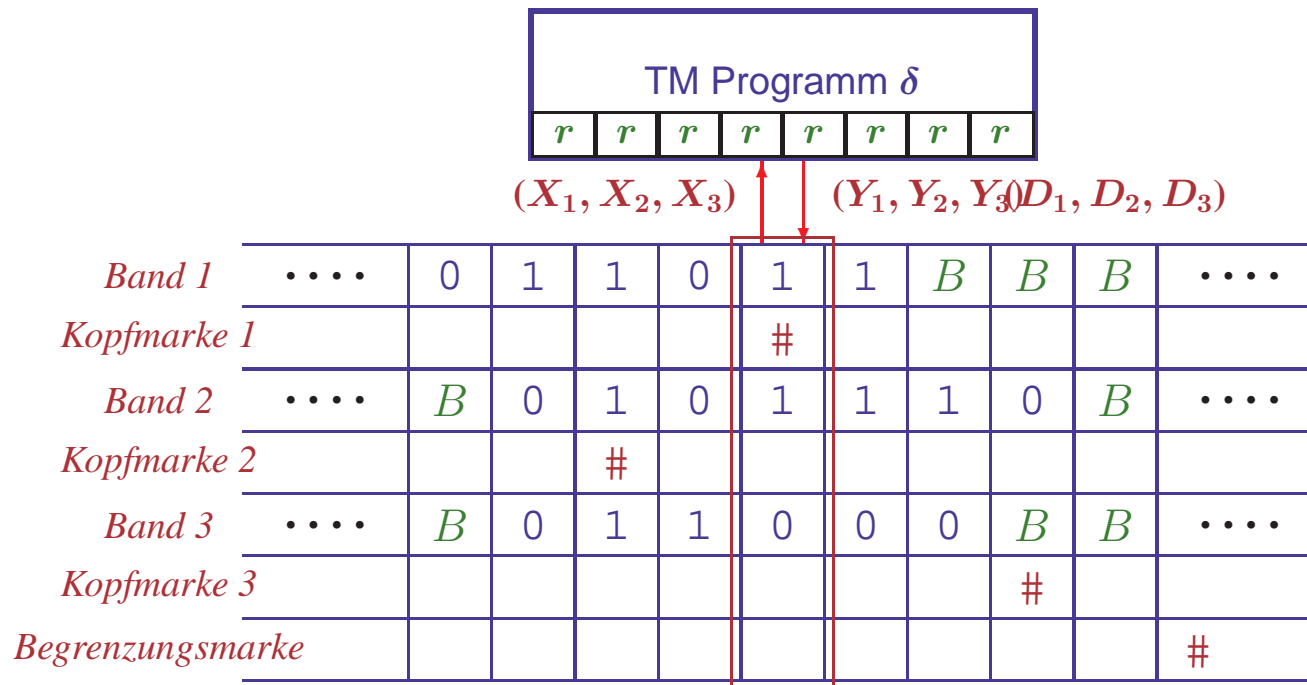 TM Programm δ
r r r r r r r r
(X₁, X₂, X₃) (Y₁, Y₂, Y₃)(D₁, D₂, D₃)
Band 1 ···· 0 1 1 0 1 1 B B B ····
Kopfmarke 1 #
Band 2 ···· B 0 1 0 1 1 1 0 B ····
Kopfmarke 2 #
Band 3 ···· B 0 1 1 0 0 0 B B ····
Kopfmarke 3 #
Begrenzungsmarke #